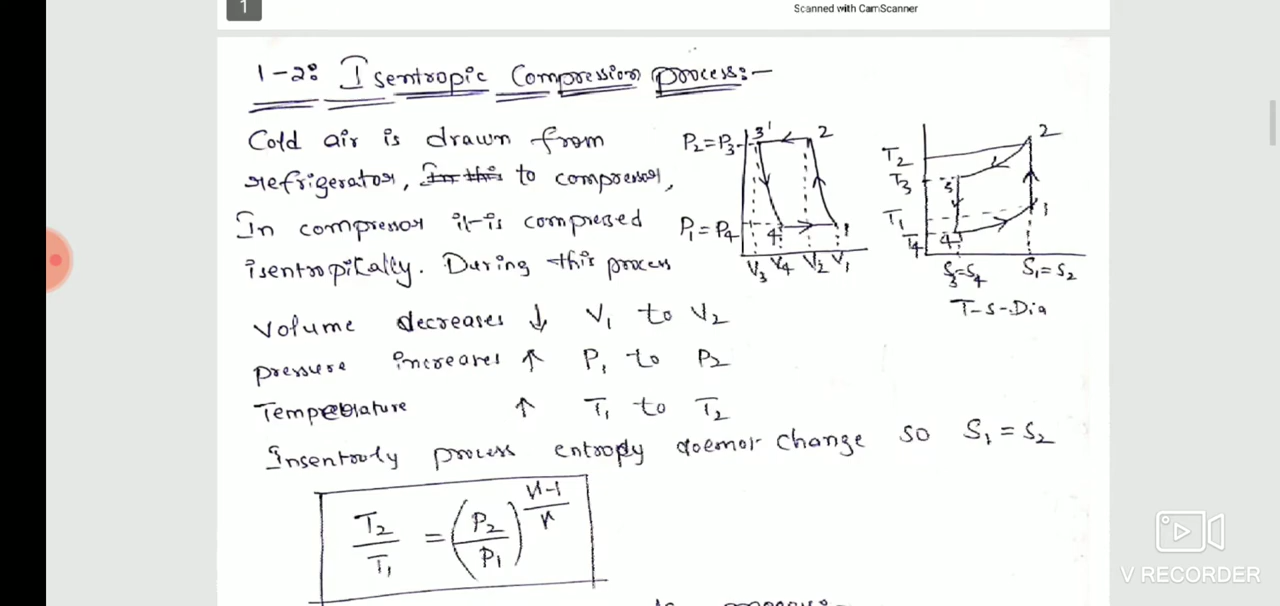 1
Scanned with CamScanner
1-2: Isentropic Compression process:-
Cold air is drawn from
refrigerator, In this to compressor,
In compressor it is compressed
isentropically. During this process
Volume decreases ↓ V1 to V2
pressure increases ↑ P1 to P2
Temperature ↑ T1 to T2
process entropy change so S1 = S2
T2/T1 = (P2/P1)
P2=P3
3'
2
P1=P4
4
1
V3 V4 V2 V1
T2
T3
T1
T4
2
3
1
4
S3=S4
S1=S2
T-S-Dia
V RECORDER